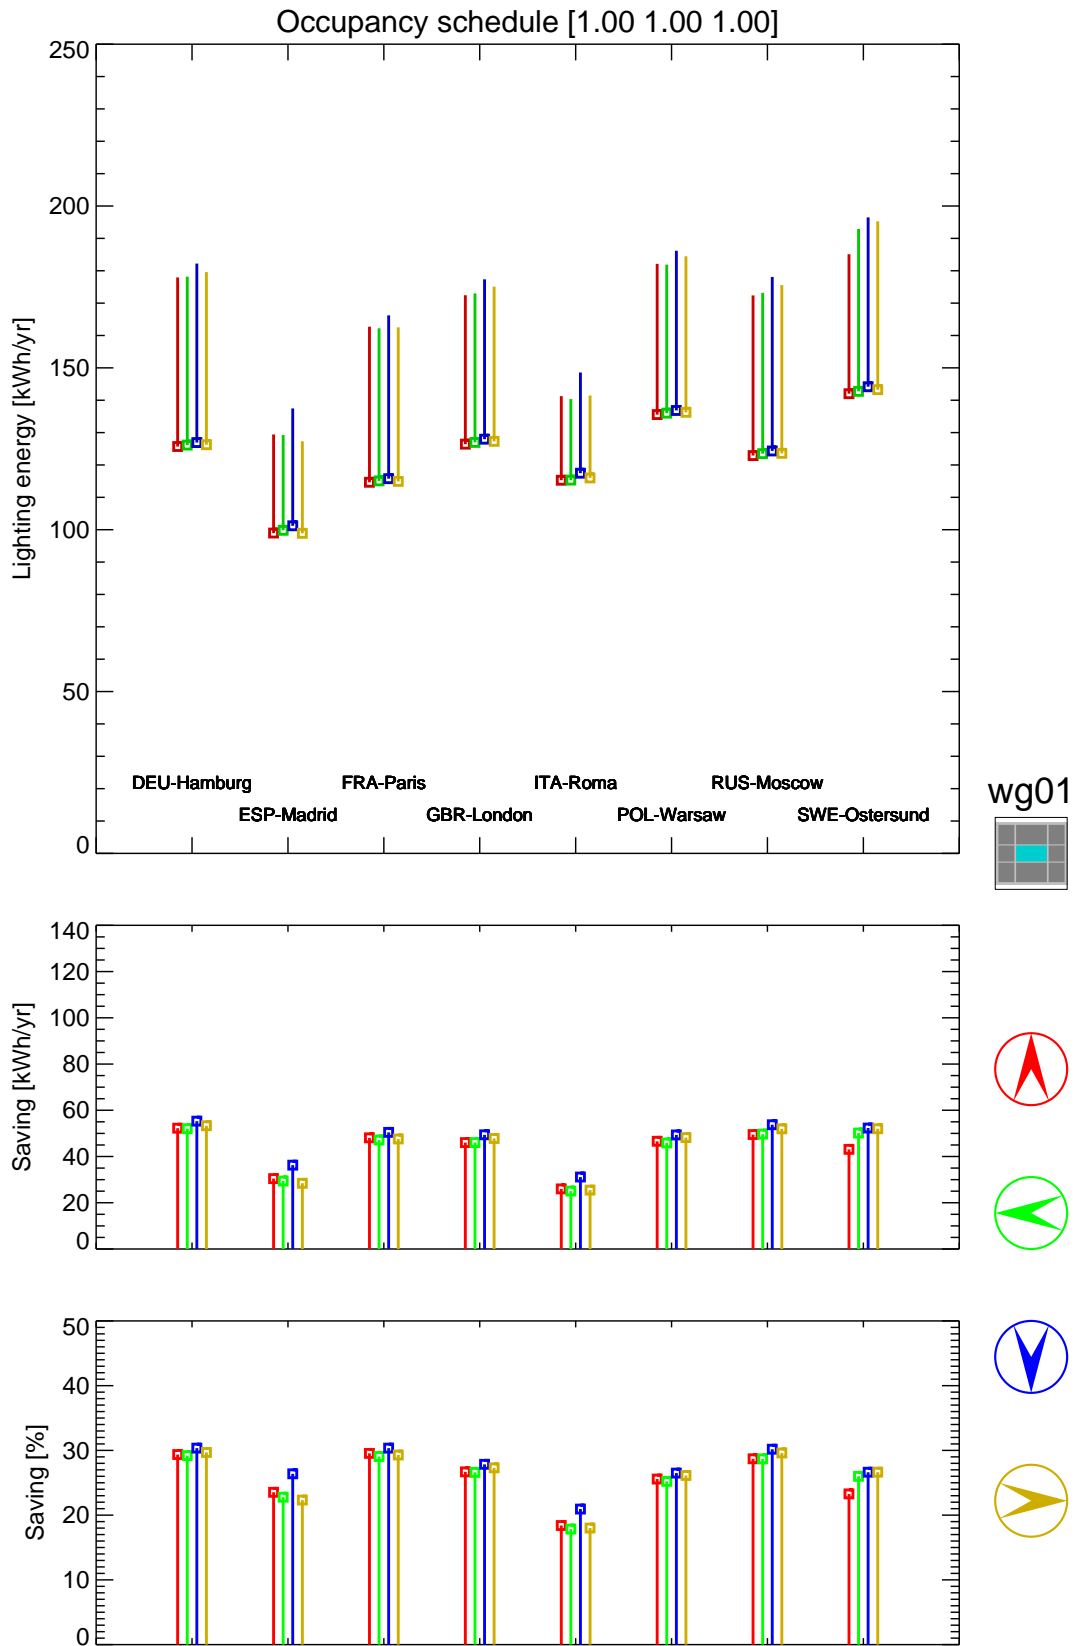 Occupancy schedule [1.00 1.00 1.00]
250
200
150
100
50
0
Lighting energy [kWh/yr]
DEU-Hamburg
FRA-Paris
ITA-Roma
RUS-Moscow
ESP-Madrid
GBR-London
POL-Warsaw
SWE-Ostersund
wg01
140
120
100
80
60
40
20
0
Saving [kWh/yr]
50
40
30
20
10
0
Saving [%]